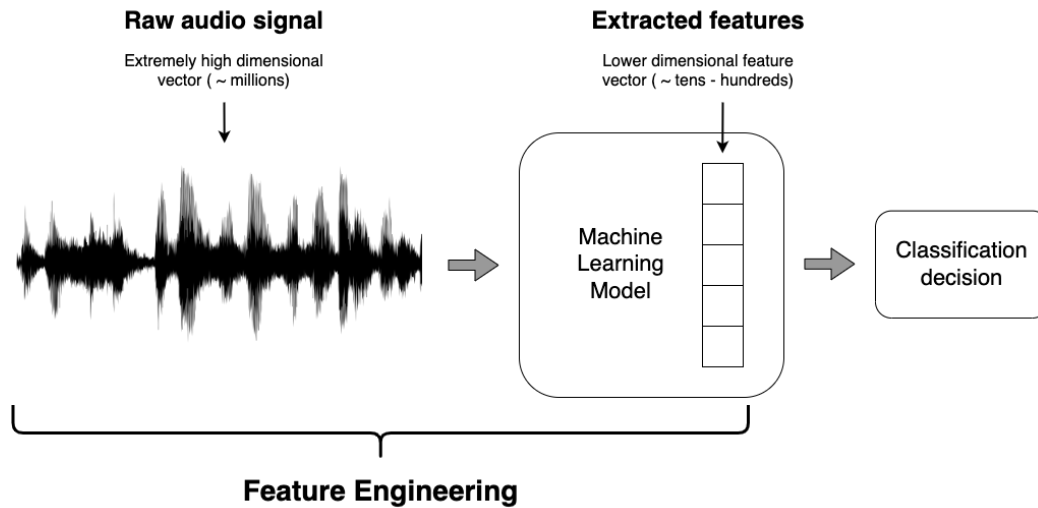 Raw audio signal
Extremely high dimensional
vector ( ~ millions)
Extracted features
Lower dimensional feature
vector ( ~ tens - hundreds)
Machine
Learning
Model
Classification
decision
Feature Engineering